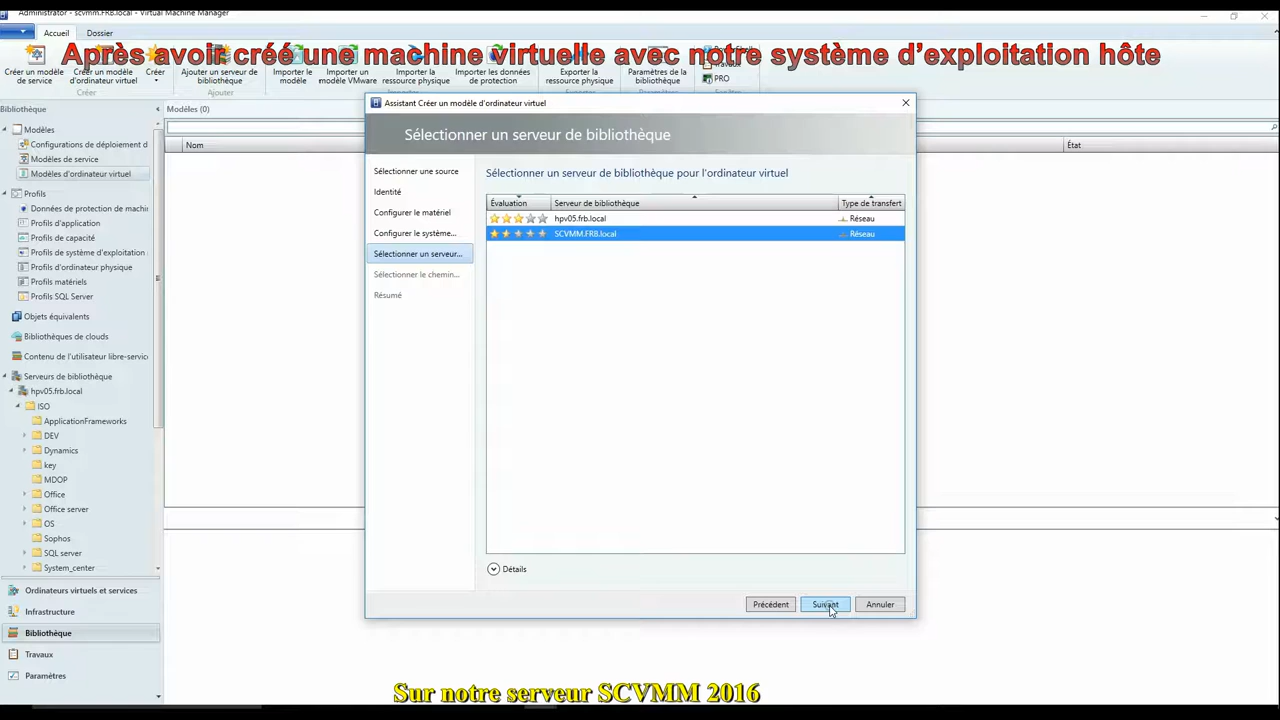 Administrator - scvmm.FRB.local - Virtual Machine Manager
Accueil Dossier
Après avoir créé une machine virtuelle avec notre système d'exploitation hôte
Créer un modèle de service
Créer un modèle d'ordinateur virtuel
Créer
Ajouter un serveur de bibliothèque
Importer le modèle
Importer un modèle VMware
Importer la ressource physique
Importer les données de protection
Exporter la ressource physique
Paramètres de la bibliothèque
Travaux
PRO
Créer Ajouter
Bibliothèque
Modèles
Configurations de déploiement d
Modèles de service
Modèles d'ordinateur virtuel
Profils
Données de protection de machi
Profils d'application
Profils de capacité
Profils de système d'exploitation
Profils d'ordinateur physique
Profils matériels
Profils SQL Server
Objets équivalents
Bibliothèques de clouds
Contenu de l'utilisateur libre-servic
Serveurs de bibliothèque
hpv05.frb.local
ISO
ApplicationFrameworks
DEV
Dynamics
key
MDOP
Office
Office server
OS
Sophos
SQL server
System_center
Ordinateurs virtuels et services
Infrastructure
Bibliothèque
Travaux
Paramètres
Modèles (0)
Nom
État
Assistant Créer un modèle d'ordinateur virtuel
Sélectionner un serveur de bibliothèque
Sélectionner une source
Identité
Configurer le matériel
Configurer le système...
Sélectionner un serveur...
Sélectionner le chemin...
Résumé
Sélectionner un serveur de bibliothèque pour l'ordinateur virtuel
Évaluation Serveur de bibliothèque Type de transfert
hpv05.frb.local Réseau
SCVMM.FRB.local Réseau
Détails
Précédent Suivant Annuler
Sur notre serveur SCVMM 2016